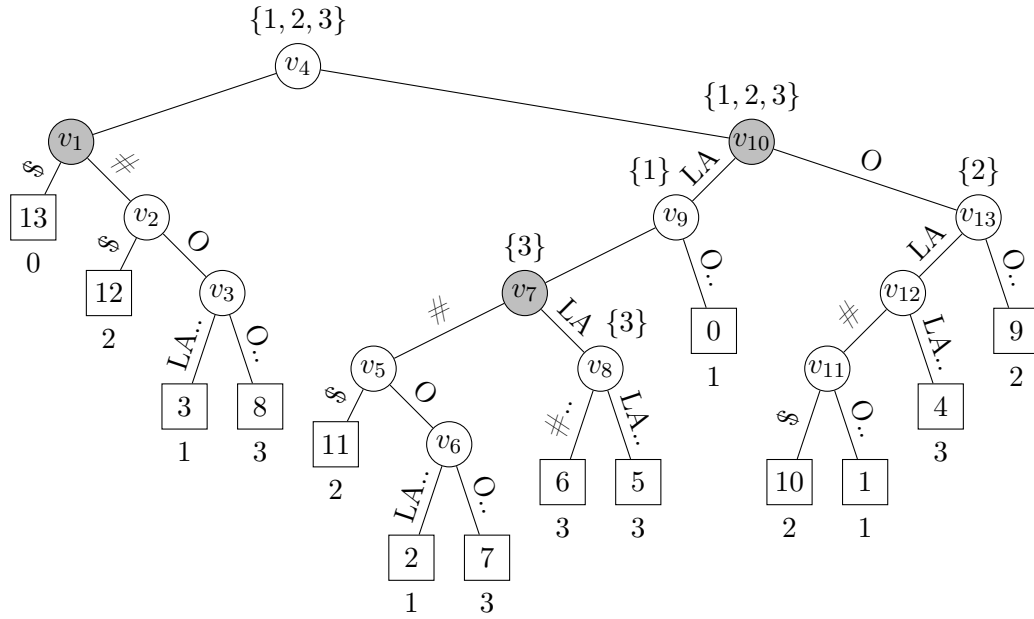 {1, 2, 3}
v4
{1, 2, 3}
v1
v10
$
#
LA
O
{1}
{2}
13
v2
v9
v13
0
$
O
{3}
O..
LA
O..
12
v3
v7
v12
2
LA...
O..
#
LA
{3}
0
#
LA..
9
3
8
v5
v8
1
v11
4
2
1
3
$
O
#..
LA..
$
O..
3
11
v6
6
5
10
1
2
LA...
O..
3
3
2
1
2
7
1
3